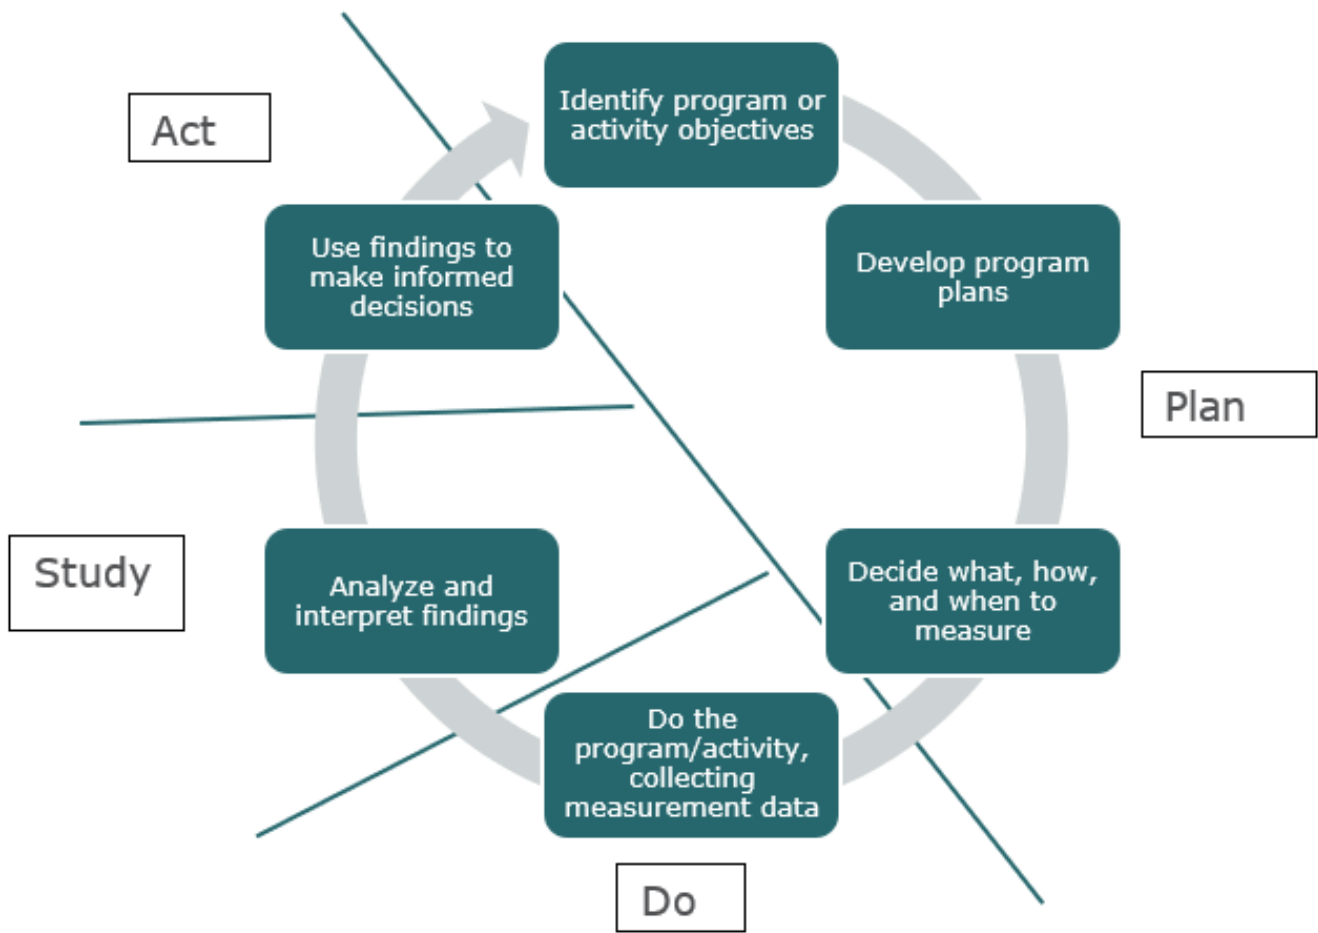 Identify program or
activity objectives
Act
Use findings to
make informed
decisions
Develop program
plans
Plan
Study
Analyze and
interpret findings
Decide what, how,
and when to
measure
Do the
program/activity,
collecting
measurement data
Do